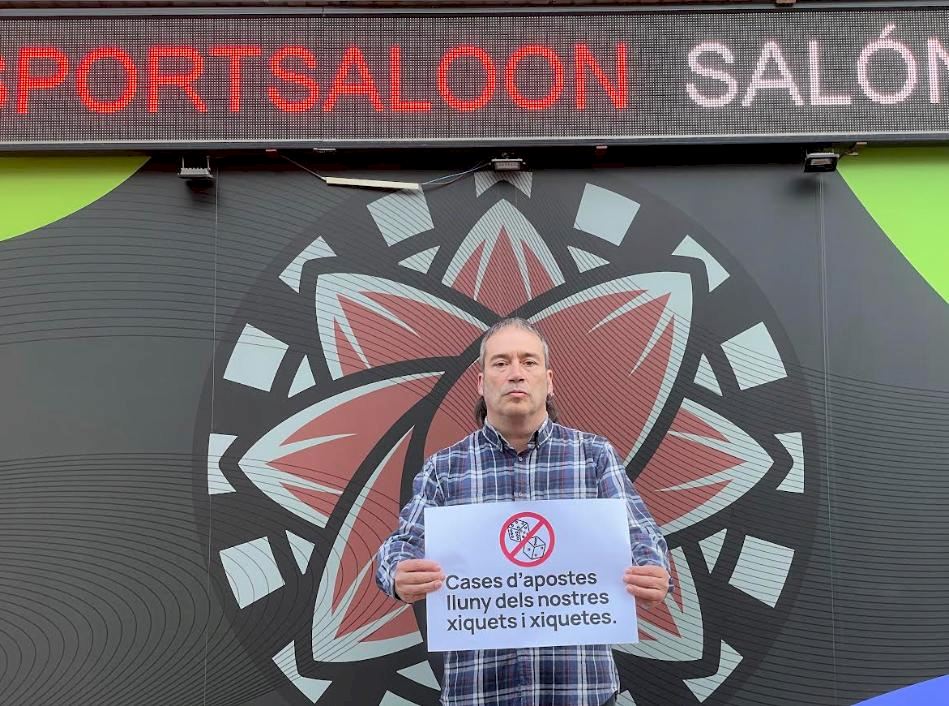 SPORTSALOON SALÓN
Cases d'apostes
lluny dels nostres
xiquets i xiquetes.